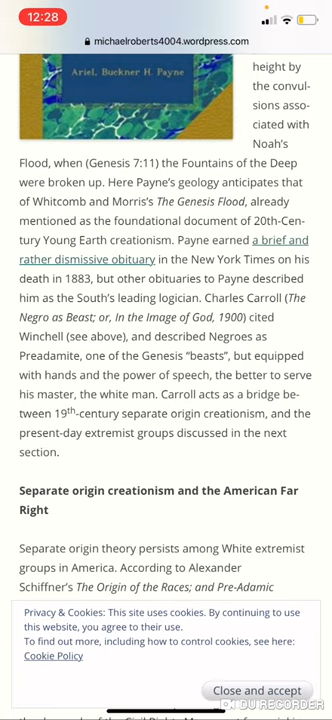 12:28
michaelroberts4004.wordpress.com
Ariel, Buckner H. Payne
height by
the convul-
sions asso-
ciated with
Noah's
Flood, when (Genesis 7:11) the Fountains of the Deep
were broken up. Here Payne's geology anticipates that
of Whitcomb and Morris's The Genesis Flood, already
mentioned as the foundational document of 20th-Cen-
tury Young Earth creationism. Payne earned a brief and
rather dismissive obituary in the New York Times on his
death in 1883, but other obituaries to Payne described
him as the South's leading logician. Charles Carroll (The
Negro as Beast; or, In the Image of God, 1900) cited
Winchell (see above), and described Negroes as
Preadamite, one of the Genesis “beasts”, but equipped
with hands and the power of speech, the better to serve
his master, the white man. Carroll acts as a bridge be-
tween 19th-century separate origin creationism, and the
present-day extremist groups discussed in the next
section.
Separate origin creationism and the American Far
Right
Separate origin theory persists among White extremist
groups in America. According to Alexander
Schiffner's The Origin of the Races; and Pre-Adamic
Privacy & Cookies: This site uses cookies. By continuing to use
this website, you agree to their use.
To find out more, including how to control cookies, see here:
Cookie Policy
Close and accept
DU RECORDER